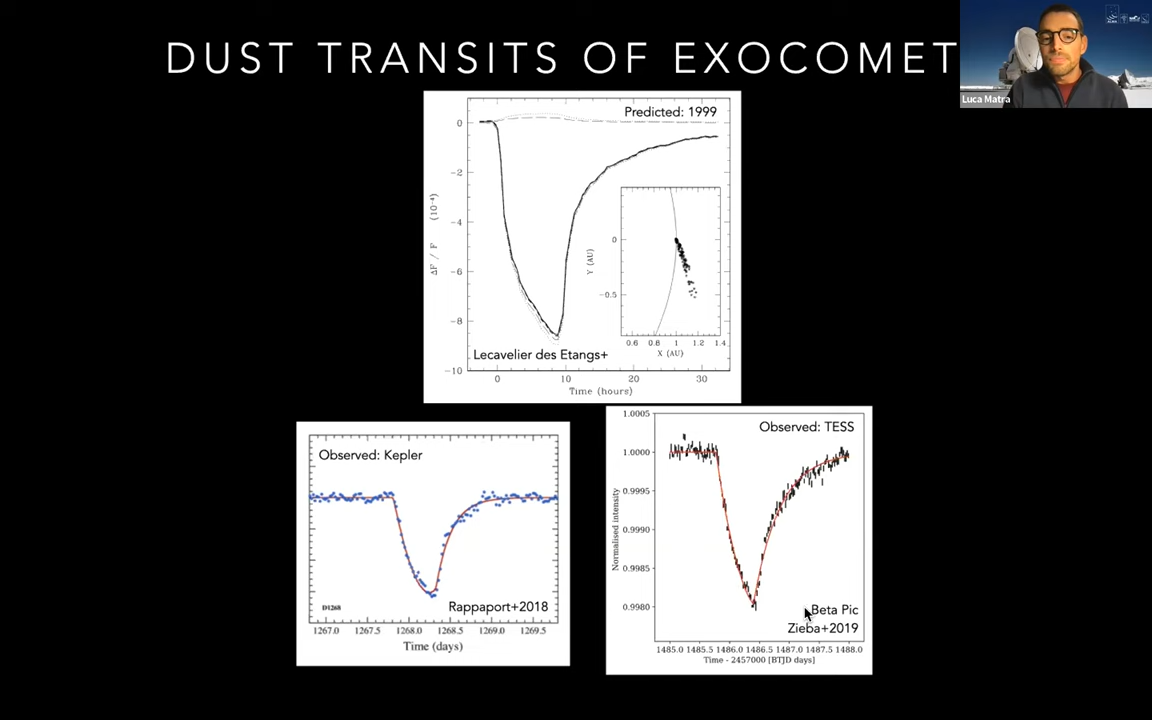 DUST TRANSITS OF EXOCOMET
Luca Matra
Predicted: 1999
0
-2
-4
-6
-8
-10
ΔF / F (10⁻⁴)
0
-0.5
Y (AU)
0.6 0.8 1 1.2 1.4
X (AU)
Lecavelier des Etangs+
0 10 20 30
Time (hours)
Observed: Kepler
D1268
Rappaport+2018
1267.0 1267.5 1268.0 1268.5 1269.0 1269.5
Time (days)
Observed: TESS
1.0005
1.0000
0.9995
0.9990
0.9985
0.9980
Normalised intensity
Beta Pic
Zieba+2019
1485.0 1485.5 1486.0 1486.5 1487.0 1487.5 1488.0
Time - 2457000 [BTJD days]